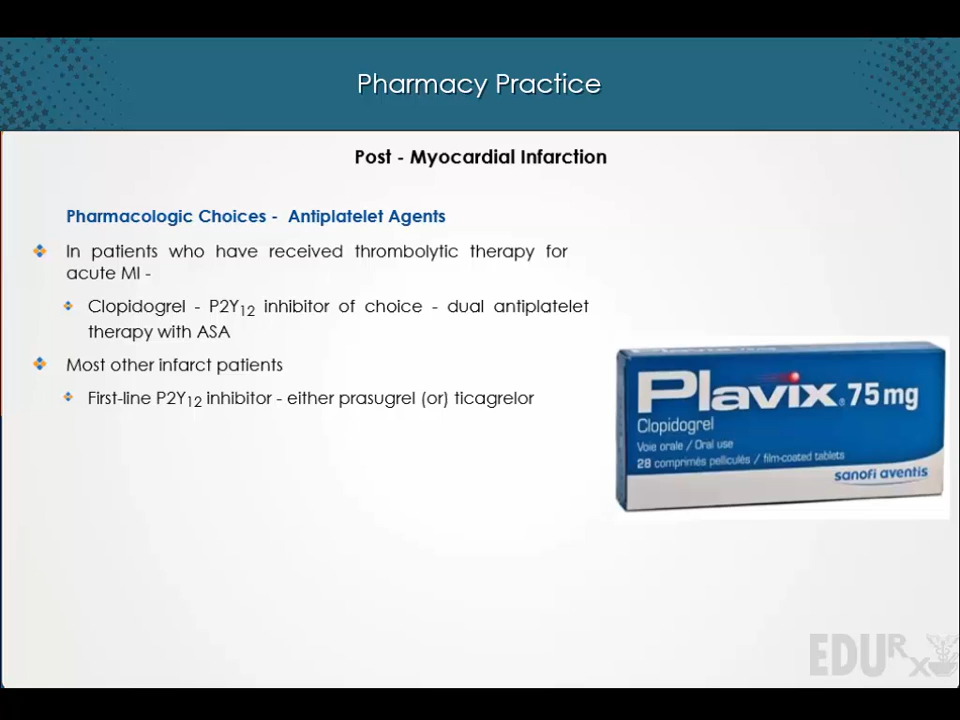 Pharmacy Practice
Post - Myocardial Infarction
Pharmacologic Choices - Antiplatelet Agents
In patients who have received thrombolytic therapy for
acute MI -
Clopidogrel - P2Y12 inhibitor of choice - dual antiplatelet
therapy with ASA
Most other infarct patients
First-line P2Y12 inhibitor - either prasugrel (or) ticagrelor
Plavix® 75 mg
Clopidogrel
Voie orale / Oral use
28 comprimés pelliculés / film-coated tablets
sanofi aventis
EDURx